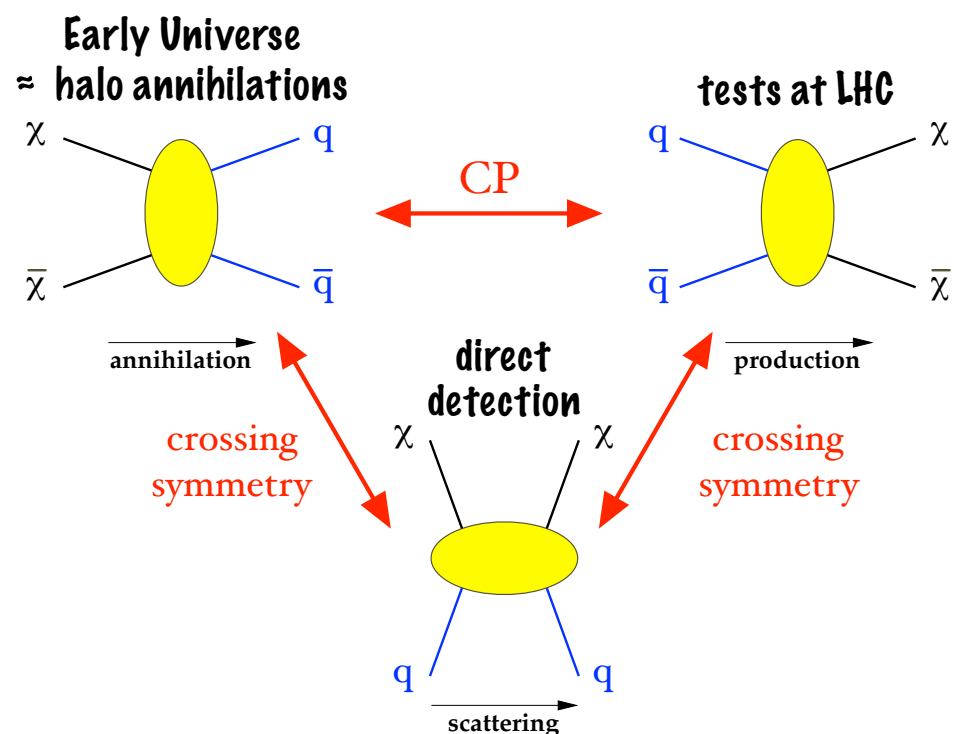 Early Universe
≈ halo annihilations
tests at LHC
χ
q
q
χ
CP
χ̅
q̅
q̅
χ̅
annihilation
production
direct
detection
crossing
symmetry
χ
χ
crossing
symmetry
q
q
scattering